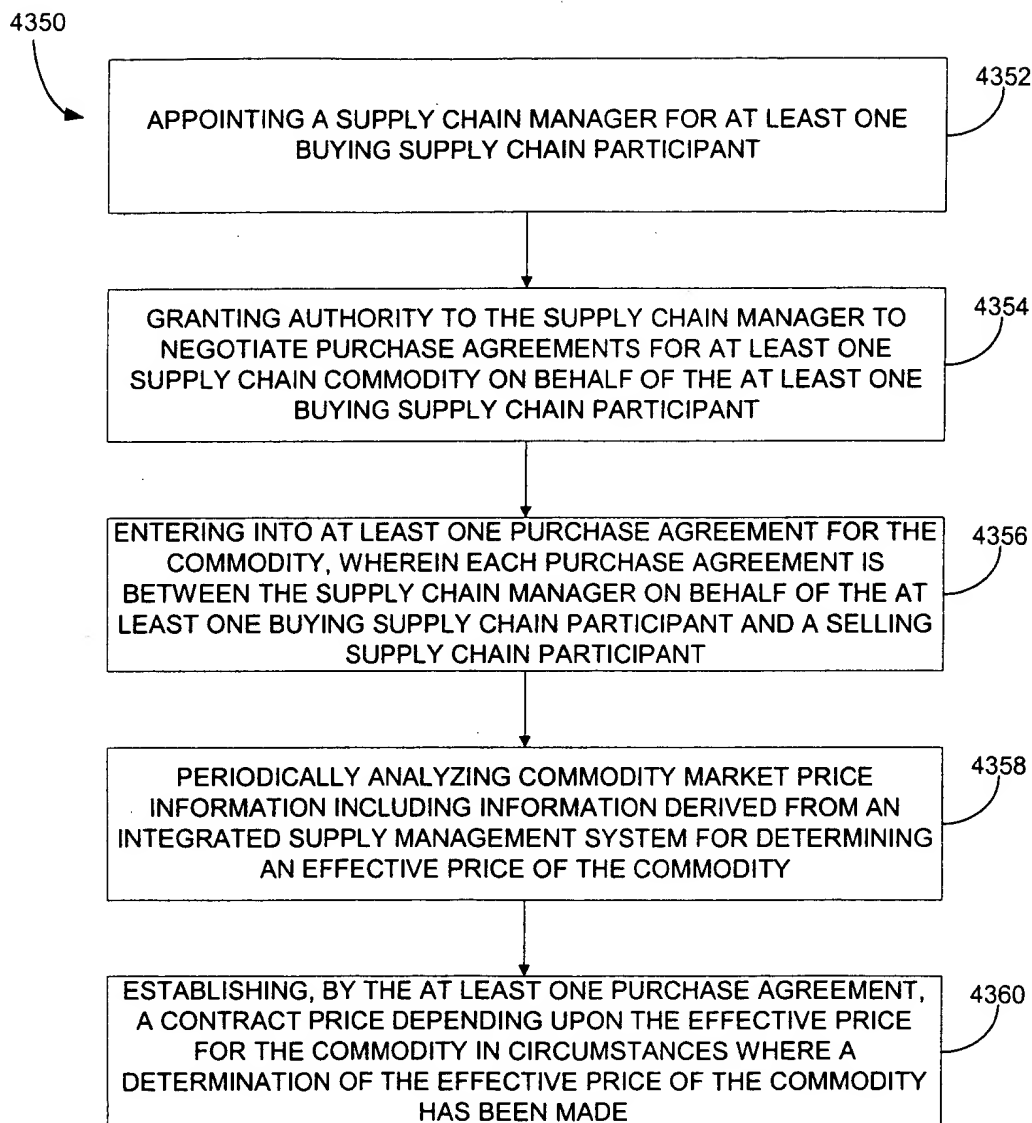 4350
4352
APPOINTING A SUPPLY CHAIN MANAGER FOR AT LEAST ONE
BUYING SUPPLY CHAIN PARTICIPANT
4354
GRANTING AUTHORITY TO THE SUPPLY CHAIN MANAGER TO
NEGOTIATE PURCHASE AGREEMENTS FOR AT LEAST ONE
SUPPLY CHAIN COMMODITY ON BEHALF OF THE AT LEAST ONE
BUYING SUPPLY CHAIN PARTICIPANT
4356
ENTERING INTO AT LEAST ONE PURCHASE AGREEMENT FOR THE
COMMODITY, WHEREIN EACH PURCHASE AGREEMENT IS
BETWEEN THE SUPPLY CHAIN MANAGER ON BEHALF OF THE AT
LEAST ONE BUYING SUPPLY CHAIN PARTICIPANT AND A SELLING
SUPPLY CHAIN PARTICIPANT
4358
PERIODICALLY ANALYZING COMMODITY MARKET PRICE
INFORMATION INCLUDING INFORMATION DERIVED FROM AN
INTEGRATED SUPPLY MANAGEMENT SYSTEM FOR DETERMINING
AN EFFECTIVE PRICE OF THE COMMODITY
4360
ESTABLISHING, BY THE AT LEAST ONE PURCHASE AGREEMENT,
A CONTRACT PRICE DEPENDING UPON THE EFFECTIVE PRICE
FOR THE COMMODITY IN CIRCUMSTANCES WHERE A
DETERMINATION OF THE EFFECTIVE PRICE OF THE COMMODITY
HAS BEEN MADE